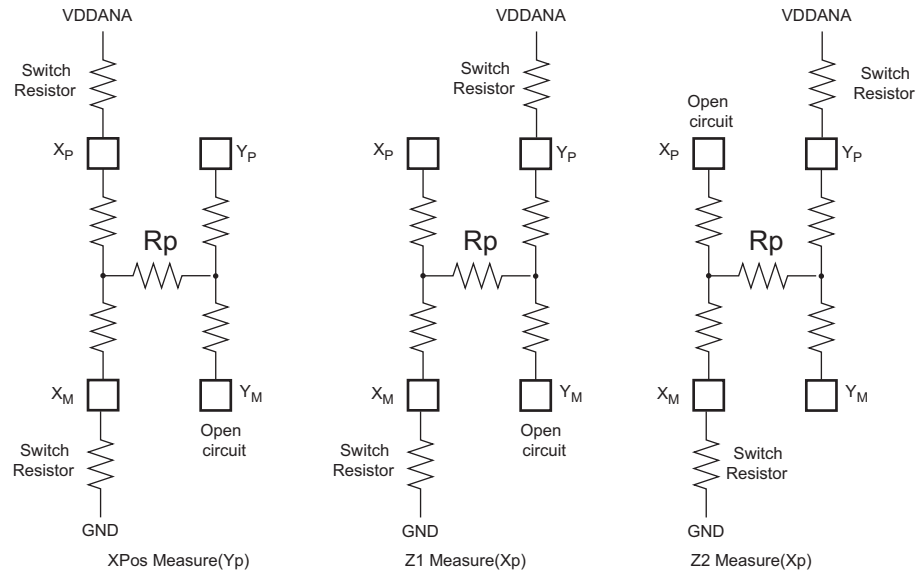 VDDANA
Switch
Resistor
XP
YP
Rp
XM
YM
Open
circuit
Switch
Resistor
GND
XPos Measure(Yp)
VDDANA
Switch
Resistor
XP
YP
Rp
XM
YM
Open
circuit
Switch
Resistor
GND
Z1 Measure(Xp)
VDDANA
Switch
Resistor
Open
circuit
XP
YP
Rp
XM
YM
Switch
Resistor
GND
Z2 Measure(Xp)